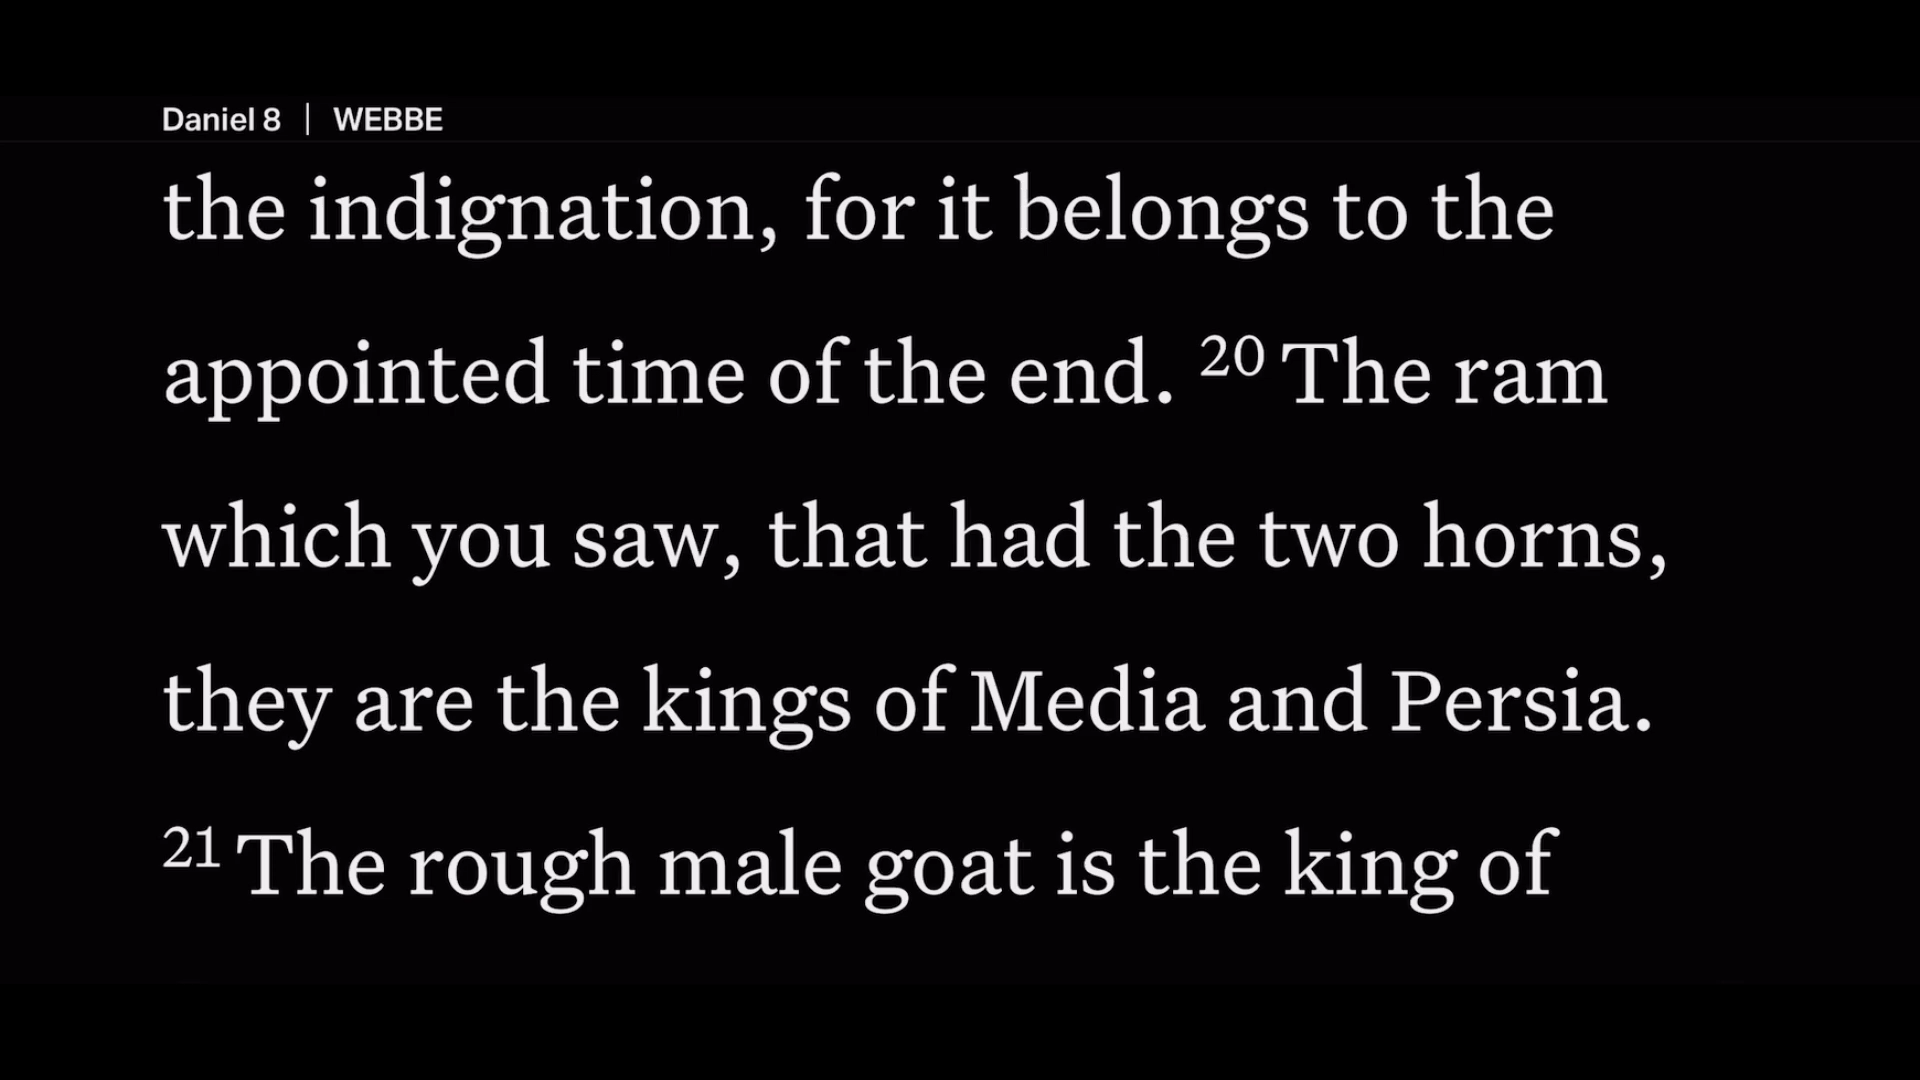 Daniel 8 | WEBBE
the indignation, for it belongs to the
appointed time of the end. 20 The ram
which you saw, that had the two horns,
they are the kings of Media and Persia.
21 The rough male goat is the king of